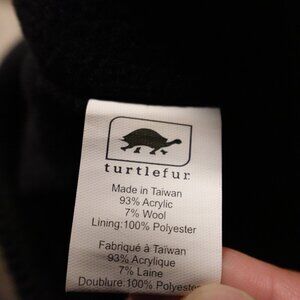 turtlefur
Made in Taiwan
93% Acrylic
7% Wool
Lining:100% Polyester
Fabriqué à Taïwan
93% Acrylique
7% Laine
Doublure:100% Polyester